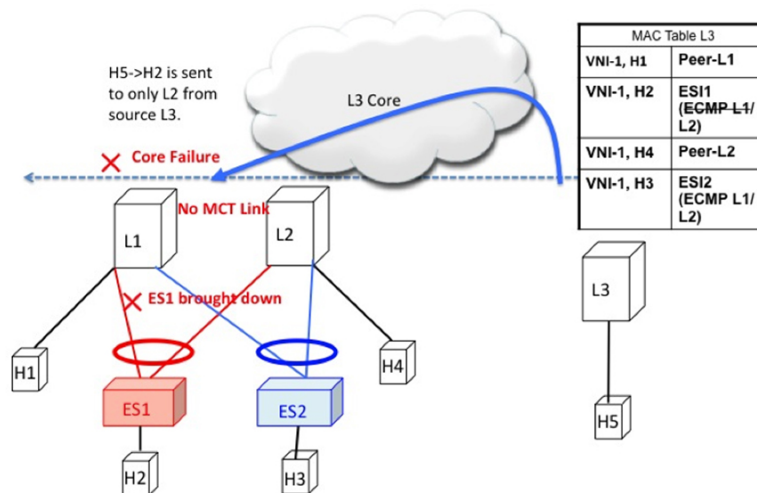 H5->H2 is sent
to only L2 from
source L3.
L3 Core
MAC Table L3
VNI-1, H1 Peer-L1
VNI-1, H2 ESI1
(ECMP L1/
L2)
VNI-1, H4 Peer-L2
VNI-1, H3 ESI2
(ECMP L1/
L2)
Core Failure
No MCT Link
L1
L2
L3
ES1 brought down
H1
H4
ES1
ES2
H5
H2
H3